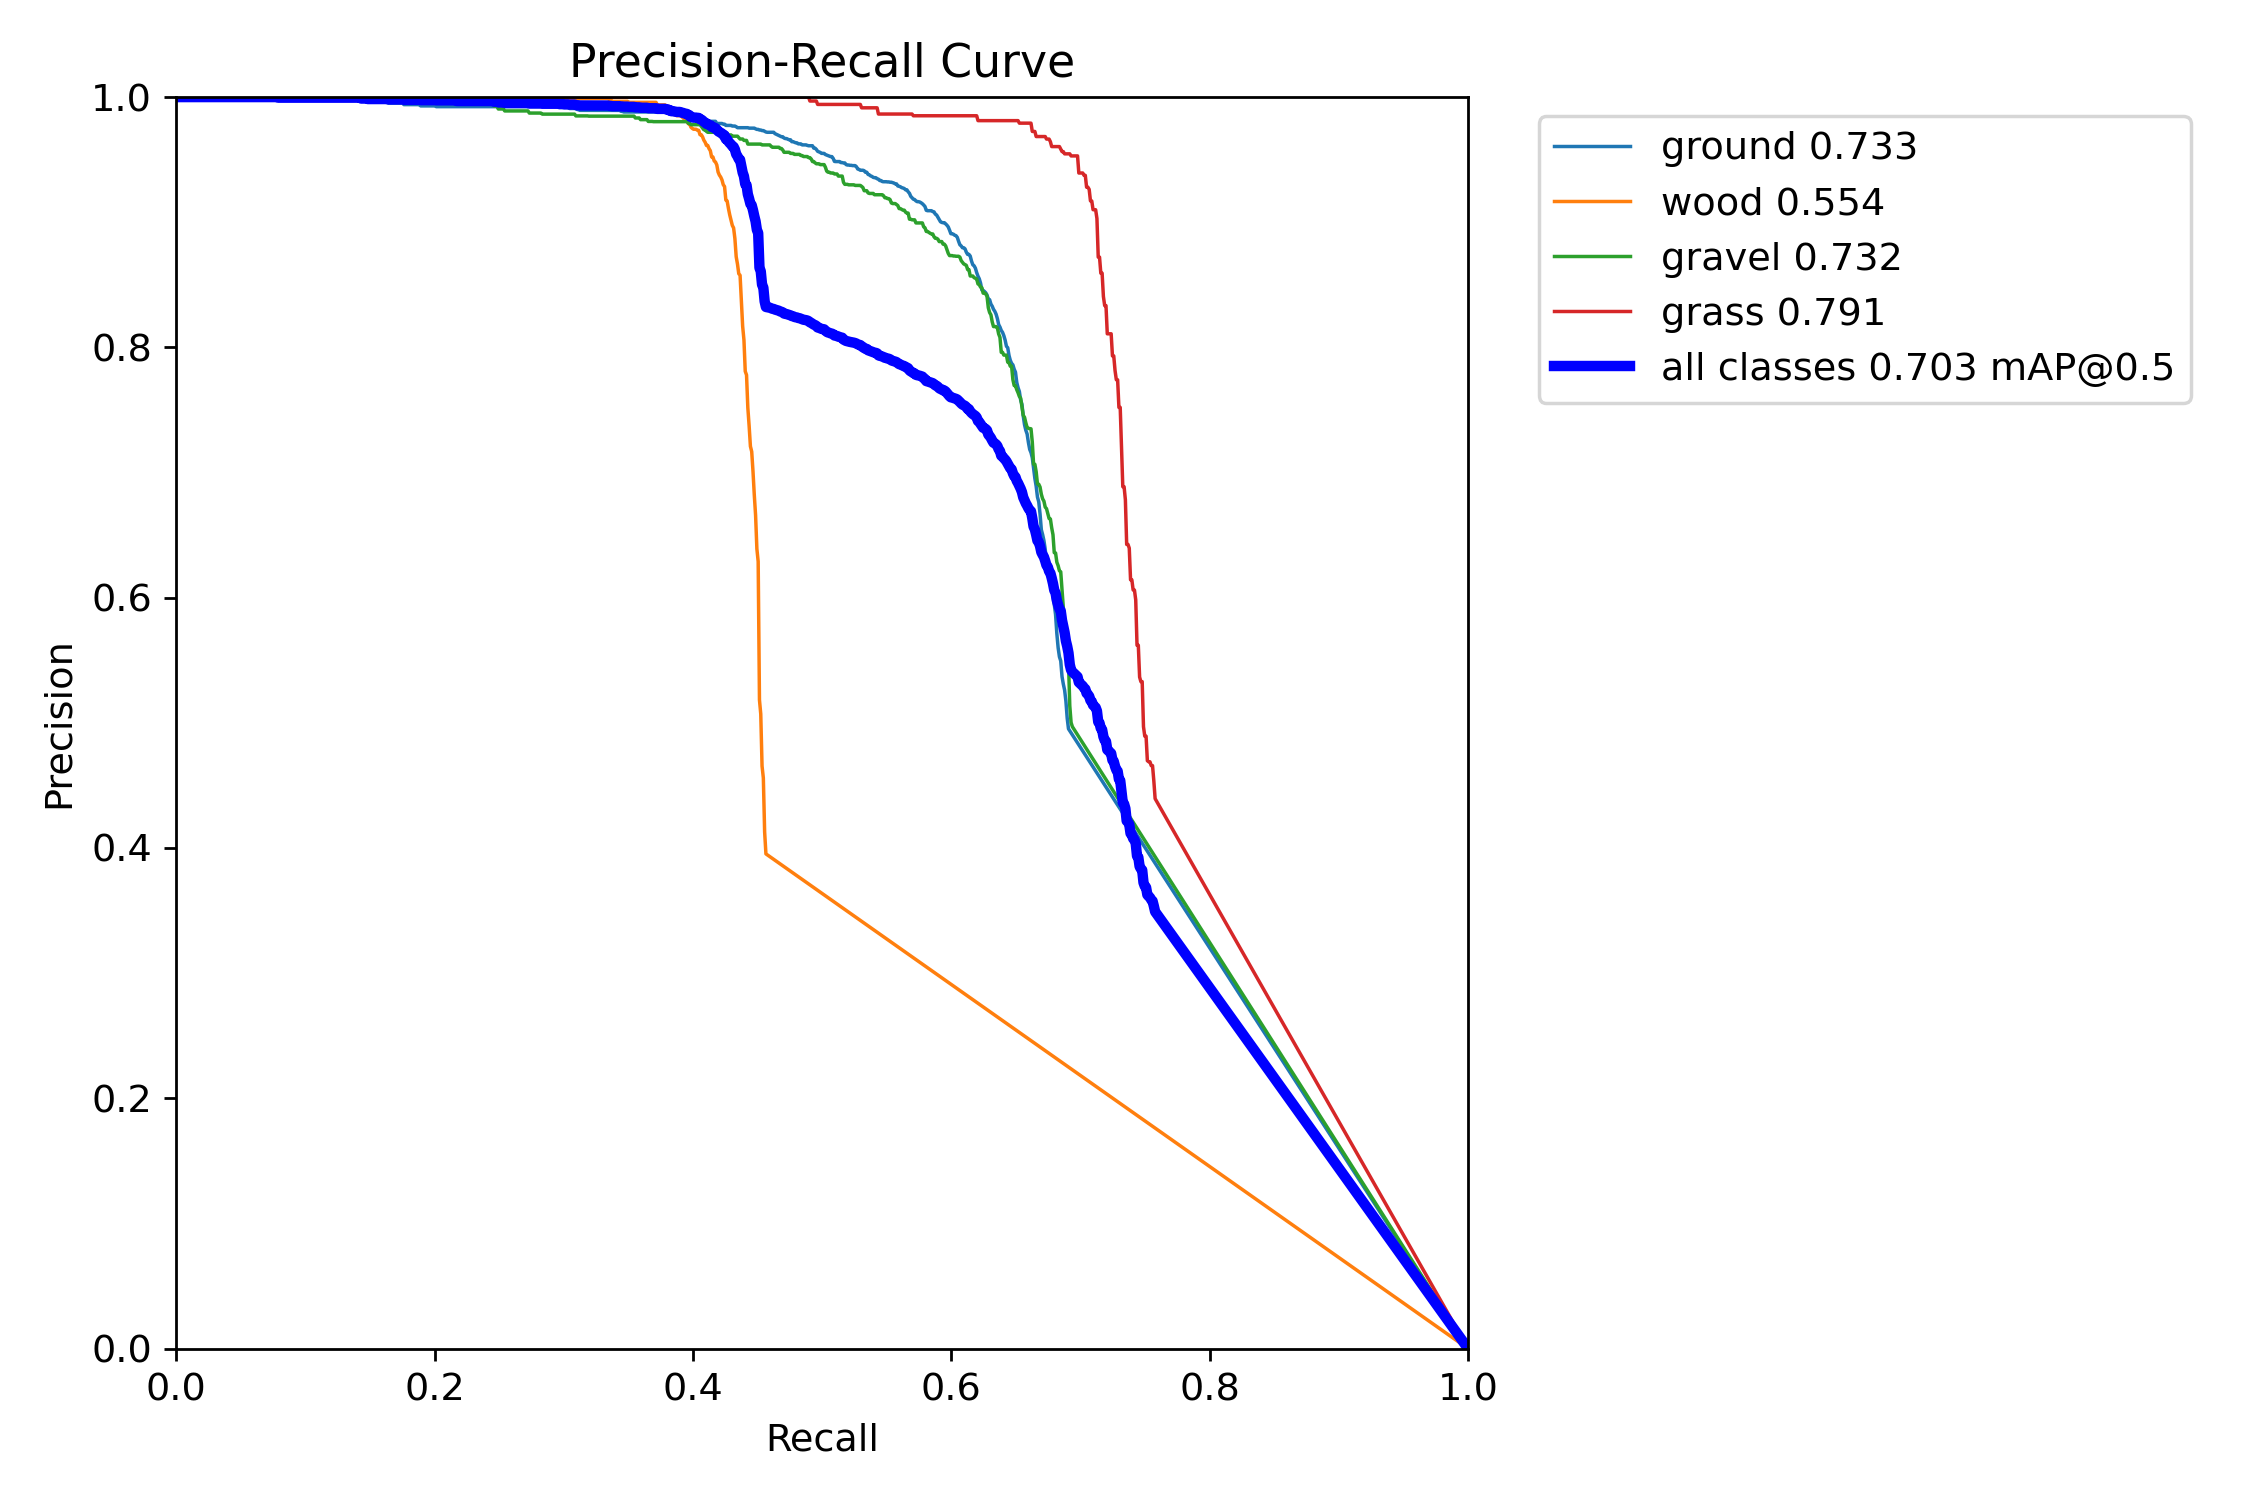 Precision-Recall Curve
1.0
0.8
0.6
0.4
0.2
0.0
Precision
0.0 0.2 0.4 0.6 0.8 1.0
Recall
ground 0.733
wood 0.554
gravel 0.732
grass 0.791
all classes 0.703 mAP@0.5